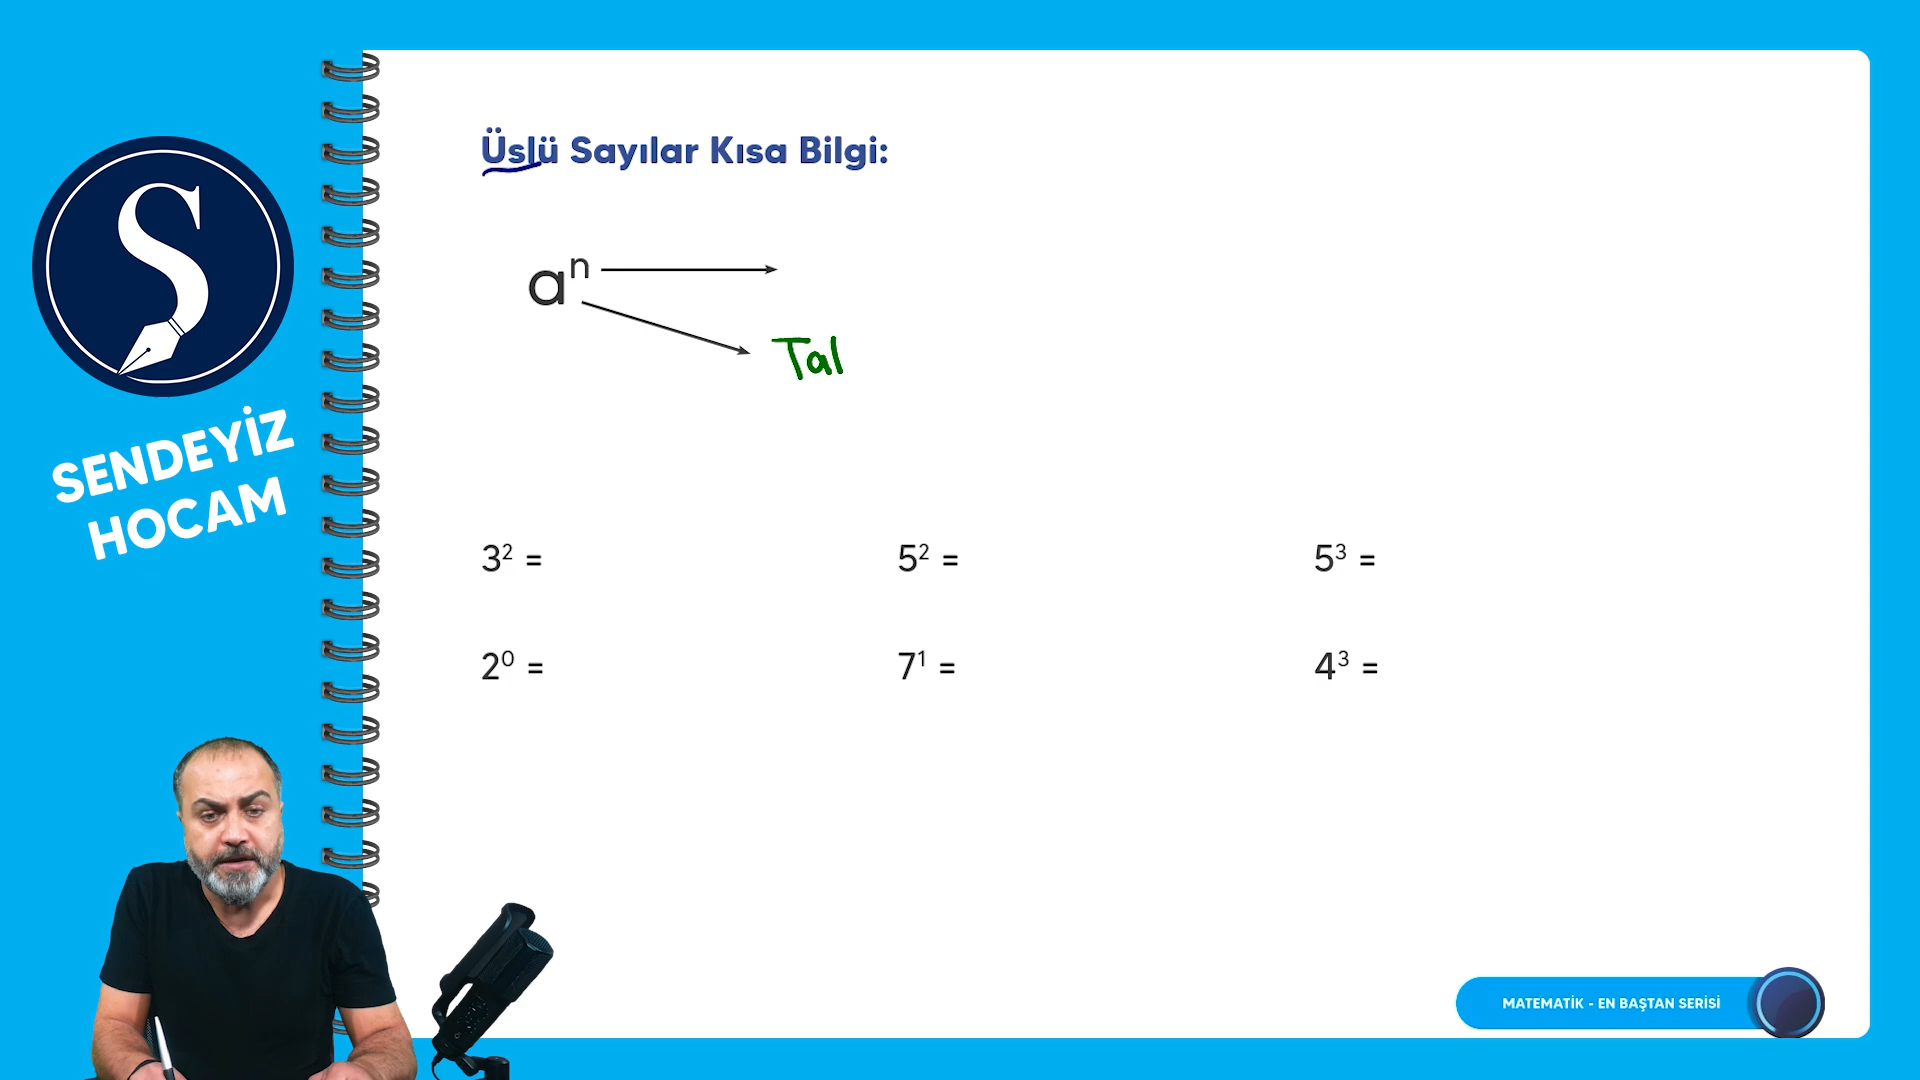 SENDEYİZ
HOCAM
Üslü Sayılar Kısa Bilgi:
aⁿ
Tal
3² =
5² =
5³ =
2⁰ =
7¹ =
4³ =
MATEMATİK - EN BAŞTAN SERİSİ